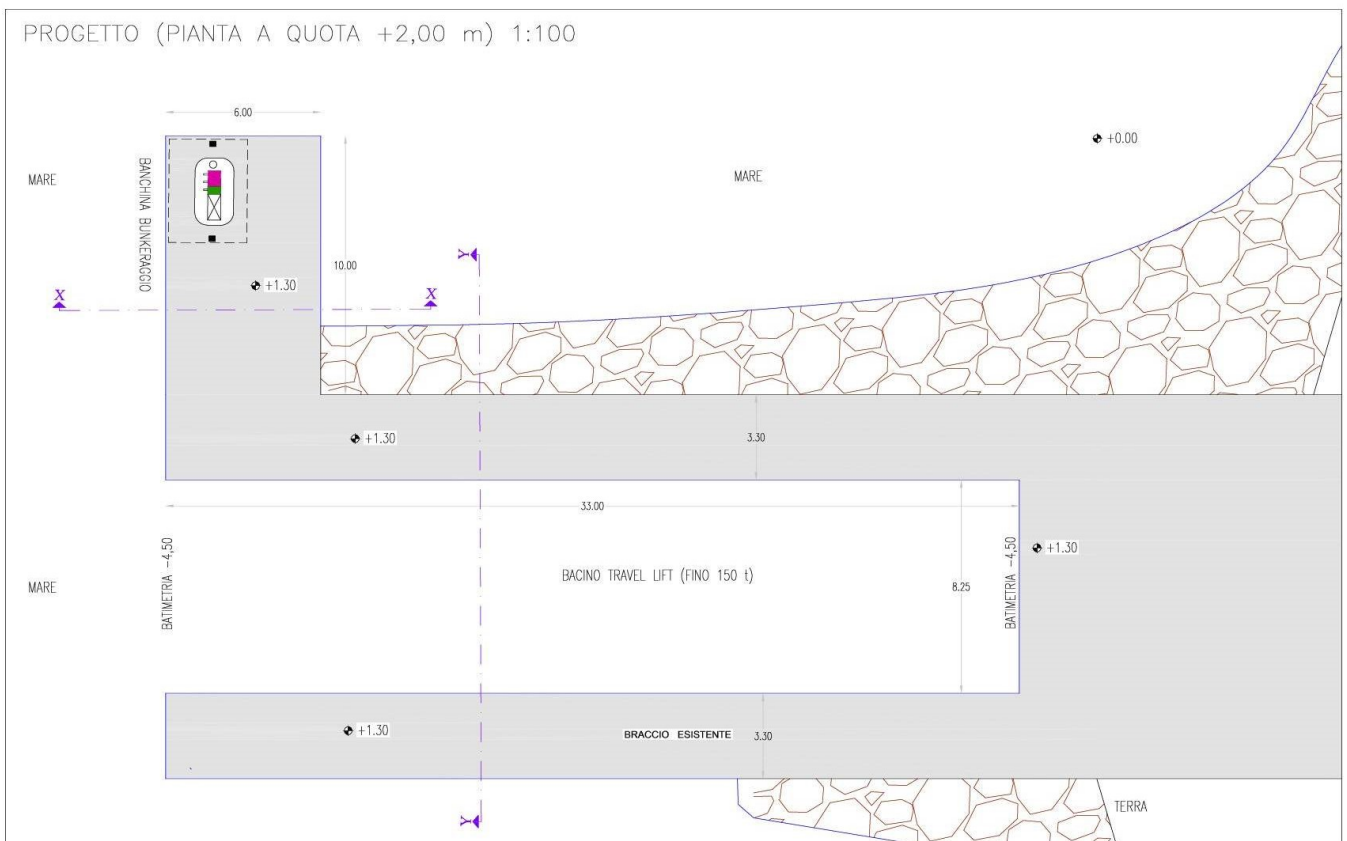 PROGETTO (PIANTA A QUOTA +2,00 m) 1:100
6.00
+0.00
MARE
BANCHINA BUNKERAGGIO
MARE
Y
10.00
+1.30
X
X
+1.30
3.30
33.00
BATIMETRIA -4,50
BACINO TRAVEL LIFT (FINO 150 t)
8.25
BATIMETRIA -4,50
+1.30
MARE
+1.30
BRACCIO ESISTENTE
3.30
TERRA
Y